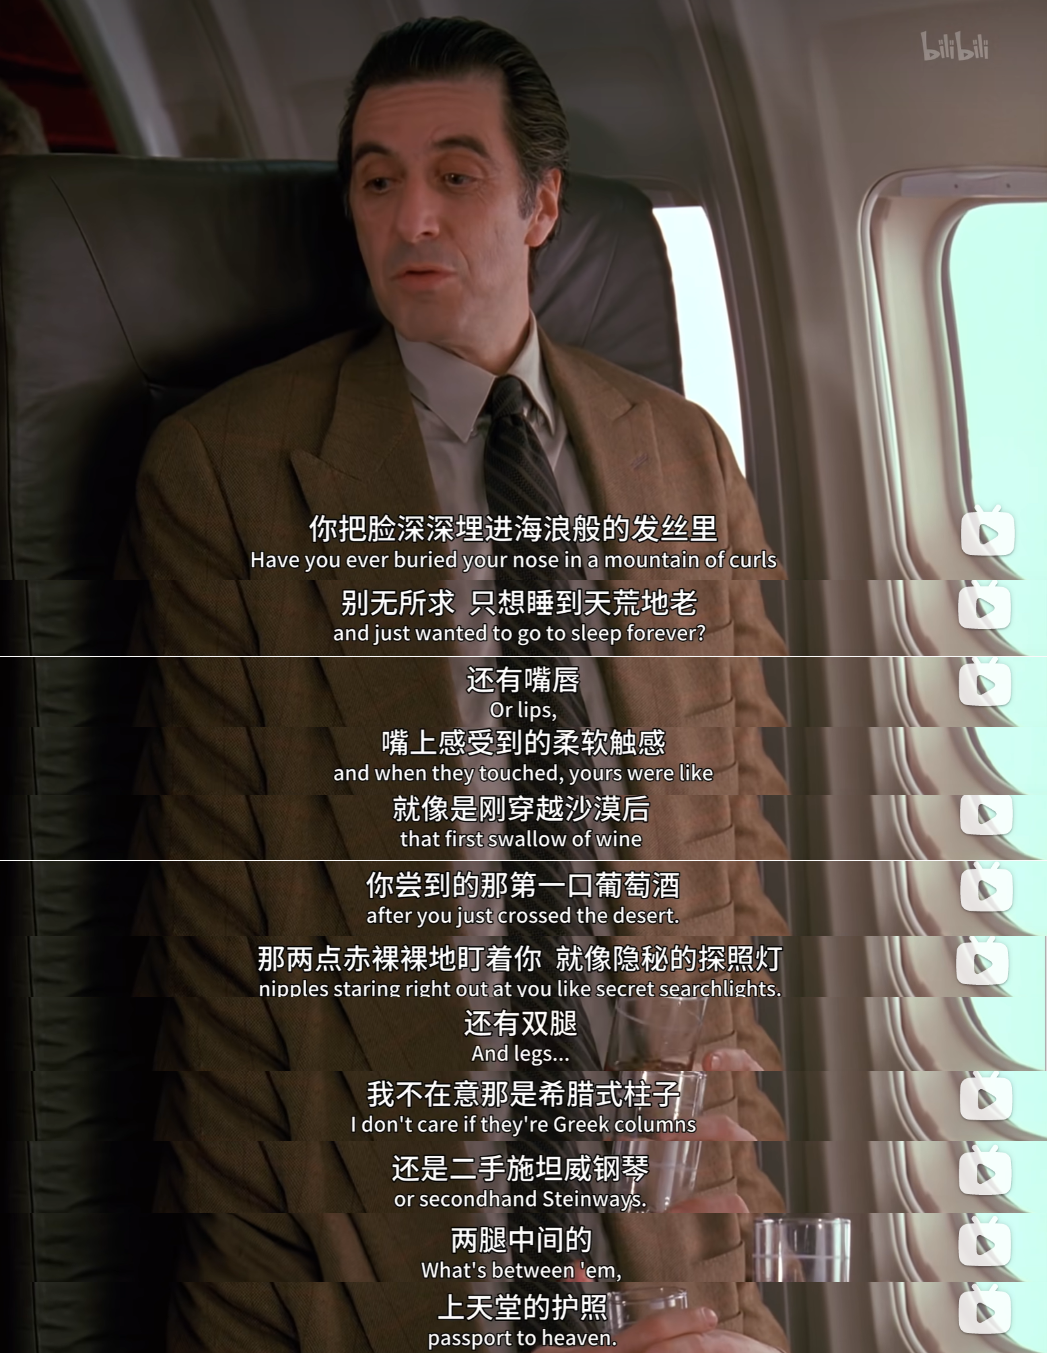 bilibili
你把脸深深埋进海浪般的发丝里
Have you ever buried your nose in a mountain of curls
别无所求 只想睡到天荒地老
and just wanted to go to sleep forever?
还有嘴唇
Or lips,
嘴上感受到的柔软触感
and when they touched, yours were like
就像是刚穿越沙漠后
that first swallow of wine
你尝到的那第一口葡萄酒
after you just crossed the desert.
那两点赤裸裸地盯着你 就像隐秘的探照灯
nipples staring right out at you like secret searchlights.
还有双腿
And legs...
我不在意那是希腊式柱子
I don't care if they're Greek columns
还是二手施坦威钢琴
or secondhand Steinways.
两腿中间的
What's between 'em,
上天堂的护照
passport to heaven.